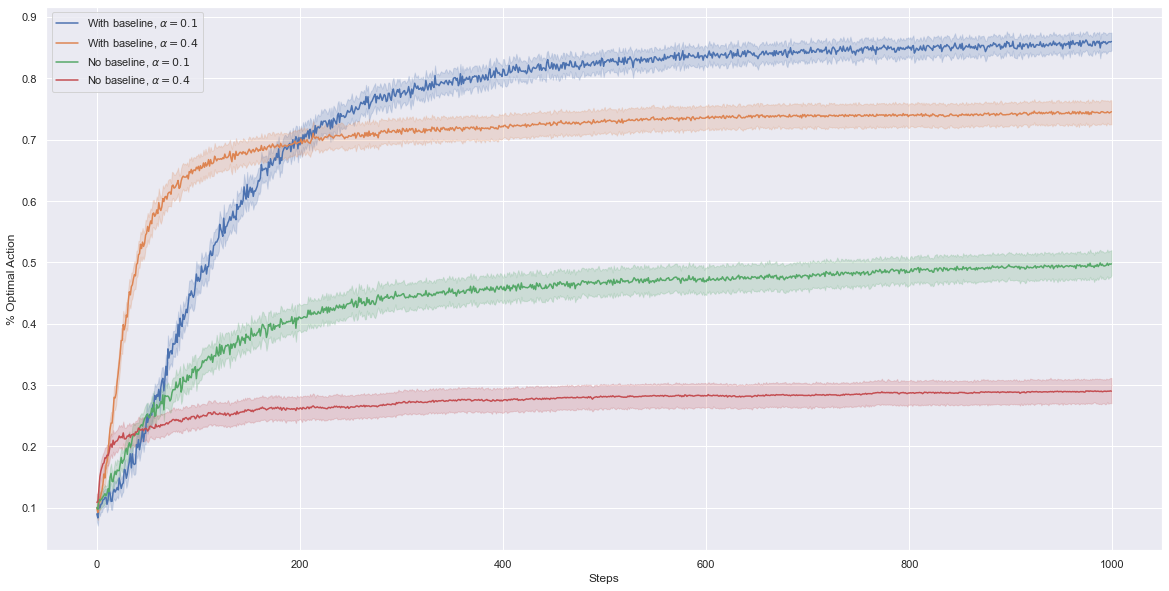 With baseline, α = 0.1
With baseline, α = 0.4
No baseline, α = 0.1
No baseline, α = 0.4
% Optimal Action
0.9
0.8
0.7
0.6
0.5
0.4
0.3
0.2
0.1
0 200 400 600 800 1000
Steps